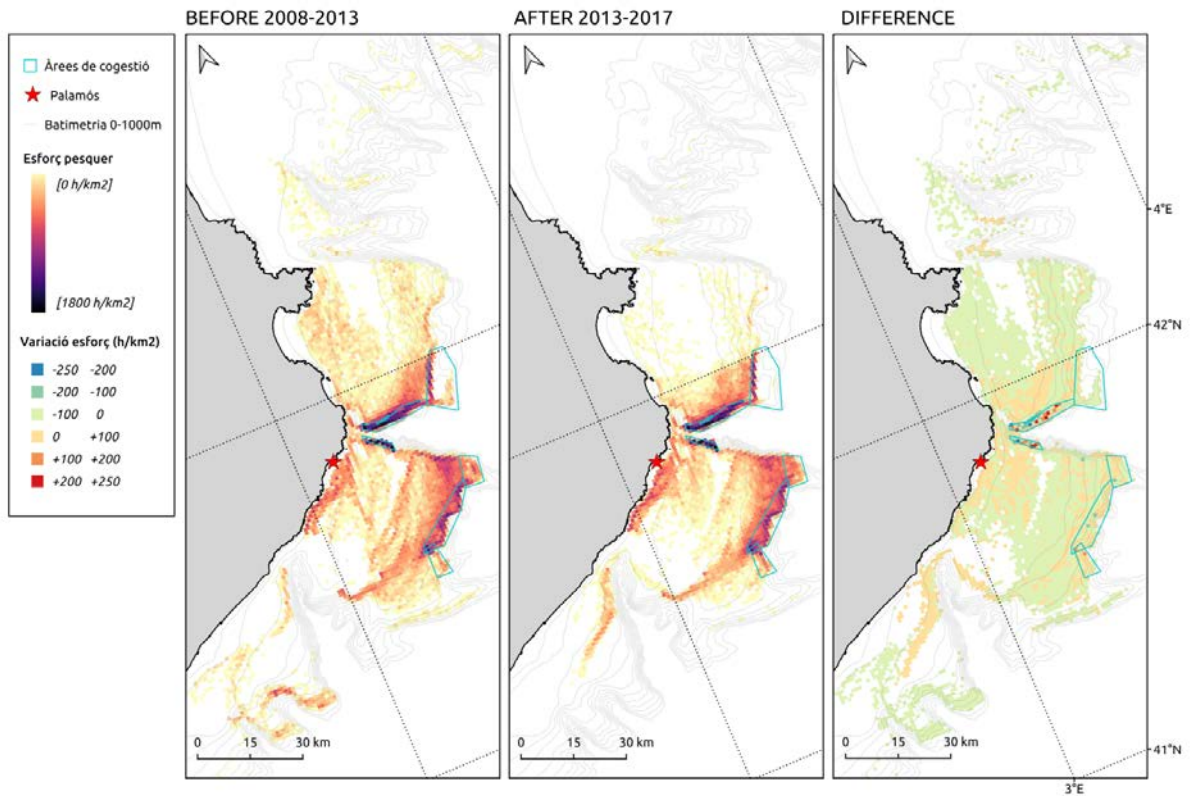 BEFORE 2008-2013
AFTER 2013-2017
DIFFERENCE
Àrees de cogestió
Palamós
Batimetria 0-1000m
Esforç pesquer
[0 h/km2]
[1800 h/km2]
Variació esforç (h/km2)
-250 -200
-200 -100
-100 0
0 +100
+100 +200
+200 +250
4°E
42°N
41°N
3°E
0 15 30 km
0 15 30 km
0 15 30 km